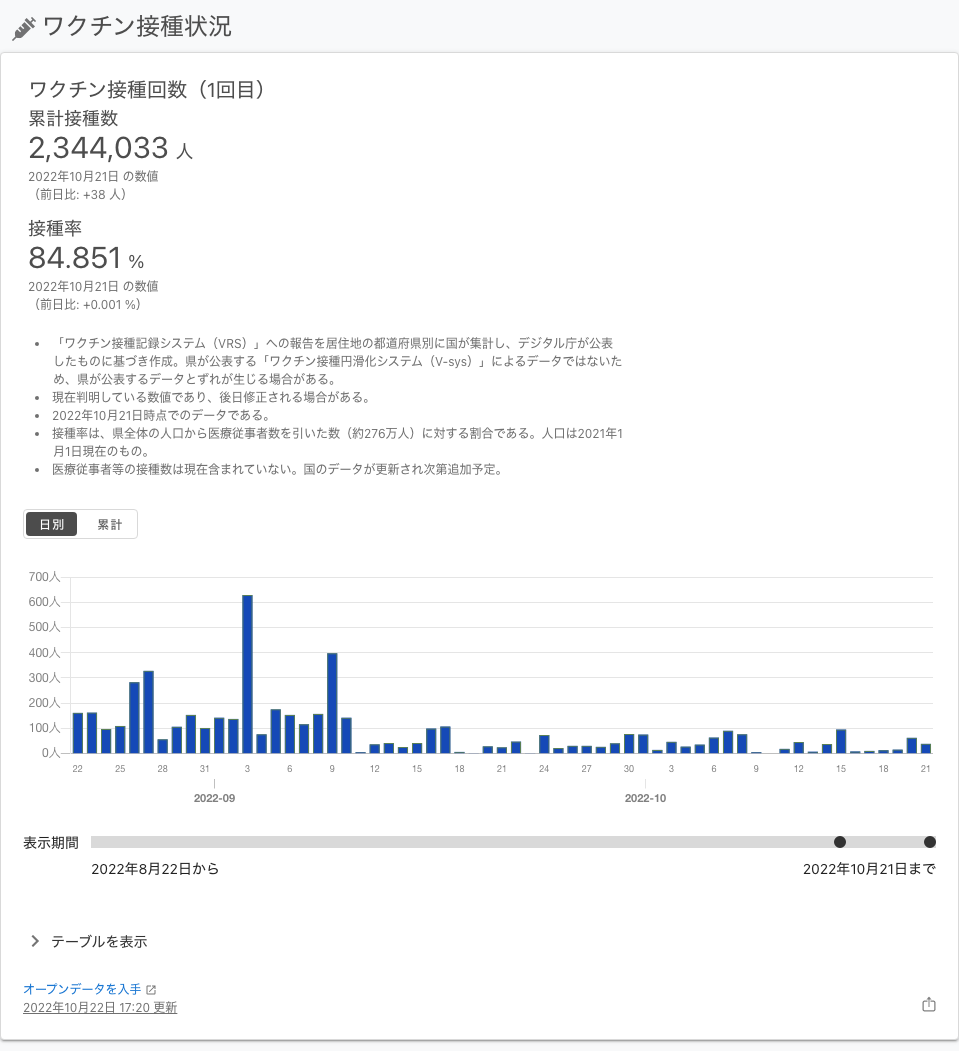 ワクチン接種状況
ワクチン接種回数（1回目）
累計接種数
2,344,033 人
2022年10月21日 の数値
（前日比: +38 人）
接種率
84.851 %
2022年10月21日 の数値
（前日比: +0.001 %）
• 「ワクチン接種記録システム（VRS）」への報告を居住地の都道府県別に国が集計し、デジタル庁が公表
したものに基づき作成。県が公表する「ワクチン接種円滑化システム（V-sys）」によるデータではないた
め、県が公表するデータとずれが生じる場合がある。
• 現在判明している数値であり、後日修正される場合がある。
• 2022年10月21日時点でのデータである。
• 接種率は、県全体の人口から医療従事者数を引いた数（約276万人）に対する割合である。人口は2021年1
月1日現在のもの。
• 医療従事者等の接種数は現在含まれていない。国のデータが更新され次第追加予定。
日別 累計
700人
600人
500人
400人
300人
200人
100人
0人
22 25 28 31 3 6 9 12 15 18 21 24 27 30 3 6 9 12 15 18 21
2022-09 2022-10
表示期間
2022年8月22日から 2022年10月21日まで
テーブルを表示
オープンデータを入手
2022年10月22日 17:20 更新